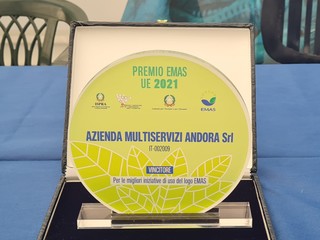 PREMIO EMAS
UE 2021
ISPRA
EMAS
AZIENDA MULTISERVIZI ANDORA Srl
IT-002009
VINCITORE
Per le migliori iniziative di uso del logo EMAS